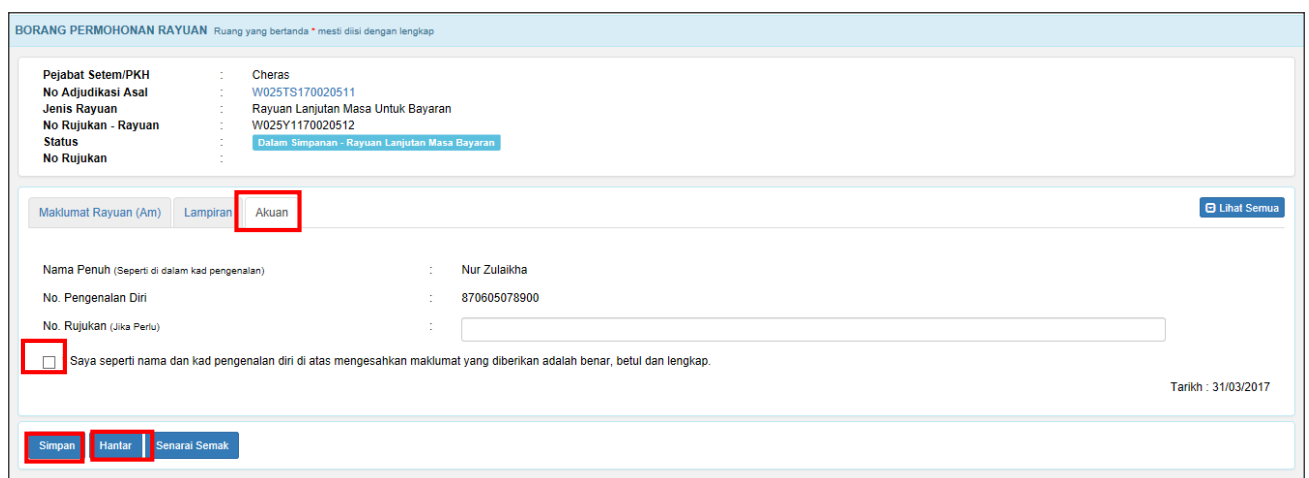 BORANG PERMOHONAN RAYUAN Ruang yang bertanda * mesti diisi dengan lengkap
Pejabat Setem/PKH : Cheras
No Adjudikasi Asal : W025TS170020511
Jenis Rayuan : Rayuan Lanjutan Masa Untuk Bayaran
No Rujukan - Rayuan : W025Y1170020512
Status : Dalam Simpanan - Rayuan Lanjutan Masa Bayaran
No Rujukan :
Maklumat Rayuan (Am) Lampiran Akuan Lihat Semua
Nama Penuh (Seperti di dalam kad pengenalan) : Nur Zulaikha
No. Pengenalan Diri : 870605078900
No. Rujukan (Jika Perlu) :
Saya seperti nama dan kad pengenalan diri di atas mengesahkan maklumat yang diberikan adalah benar, betul dan lengkap.
Tarikh : 31/03/2017
Simpan Hantar Senarai Semak